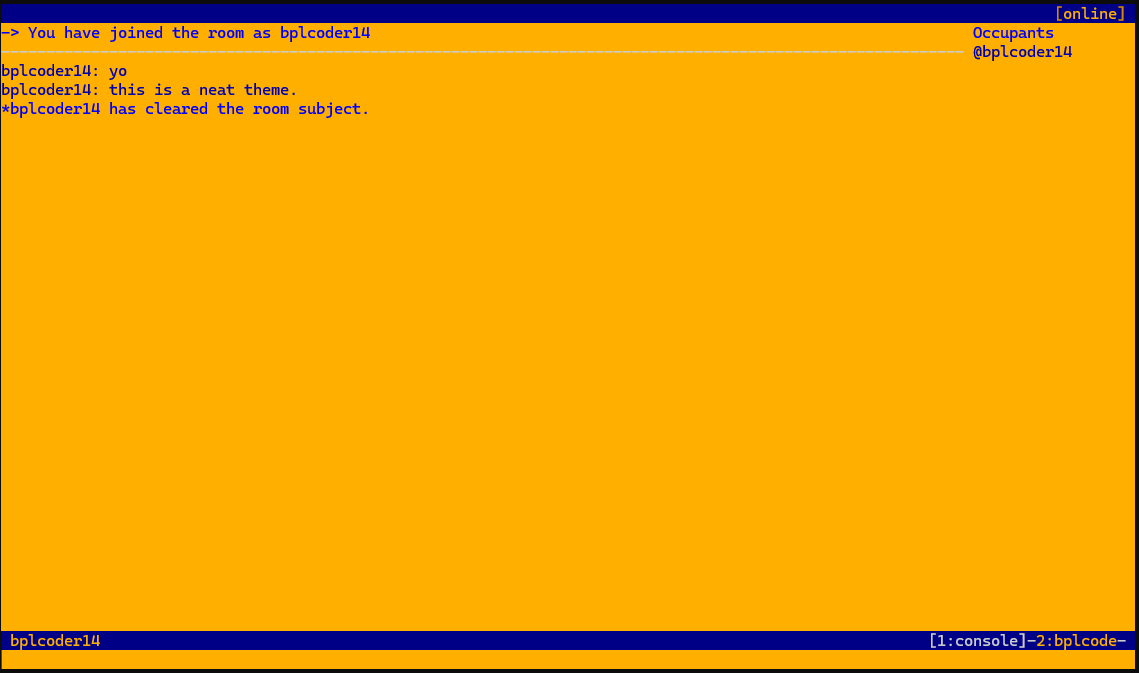 [online]
-> You have joined the room as bplcoder14
Occupants
@bplcoder14
bplcoder14: yo
bplcoder14: this is a neat theme.
*bplcoder14 has cleared the room subject.
bplcoder14
[1:console]-2:bplcode-